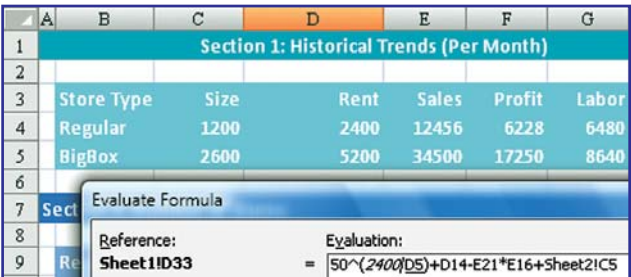 A B C D E F G
1 Section 1: Historical Trends (Per Month)
2
3 Store Type Size Rent Sales Profit Labor
4 Regular 1200 2400 12456 6228 6480
5 BigBox 2600 5200 34500 17250 8640
6
Evaluate Formula
7 Sect
8
Reference: Evaluation:
9 Re Sheet1!D33 = 50^(2400|D5)+D14-E21*E16+Sheet2!C5